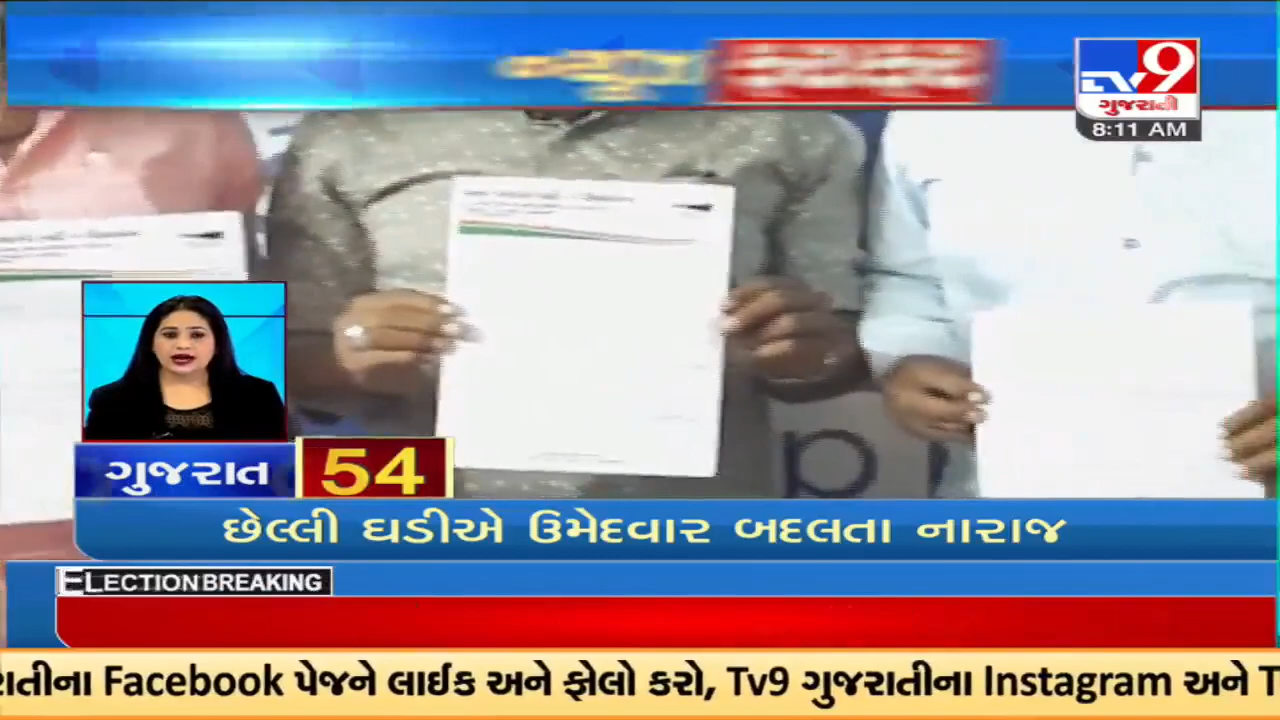 TV9
ગુજરાતી
8:11 AM
ગુજરાત 54
છેલ્લી ઘડીએ ઉમેદવાર બદલતા નારાજ
ELECTION BREAKING
રાતીના Facebook પેજને લાઈક અને ફોલો કરો, Tv9 ગુજરાતીના Instagram અને T